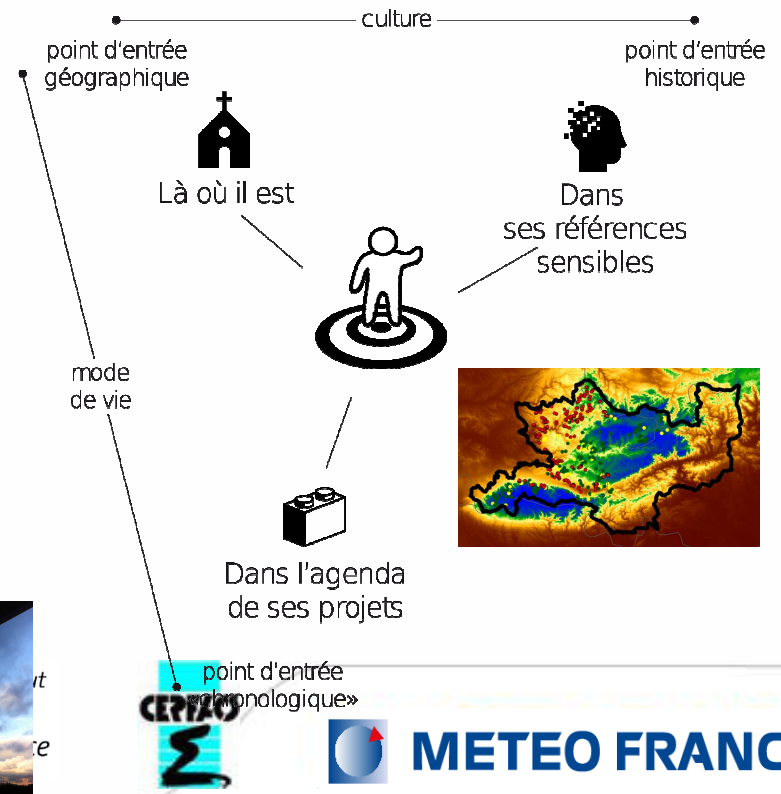 culture
point d'entrée
géographique
point d'entrée
historique
Là où il est
Dans
ses références
sensibles
mode
de vie
Dans l'agenda
de ses projets
point d'entrée
«chronologique»
METEO FRANC